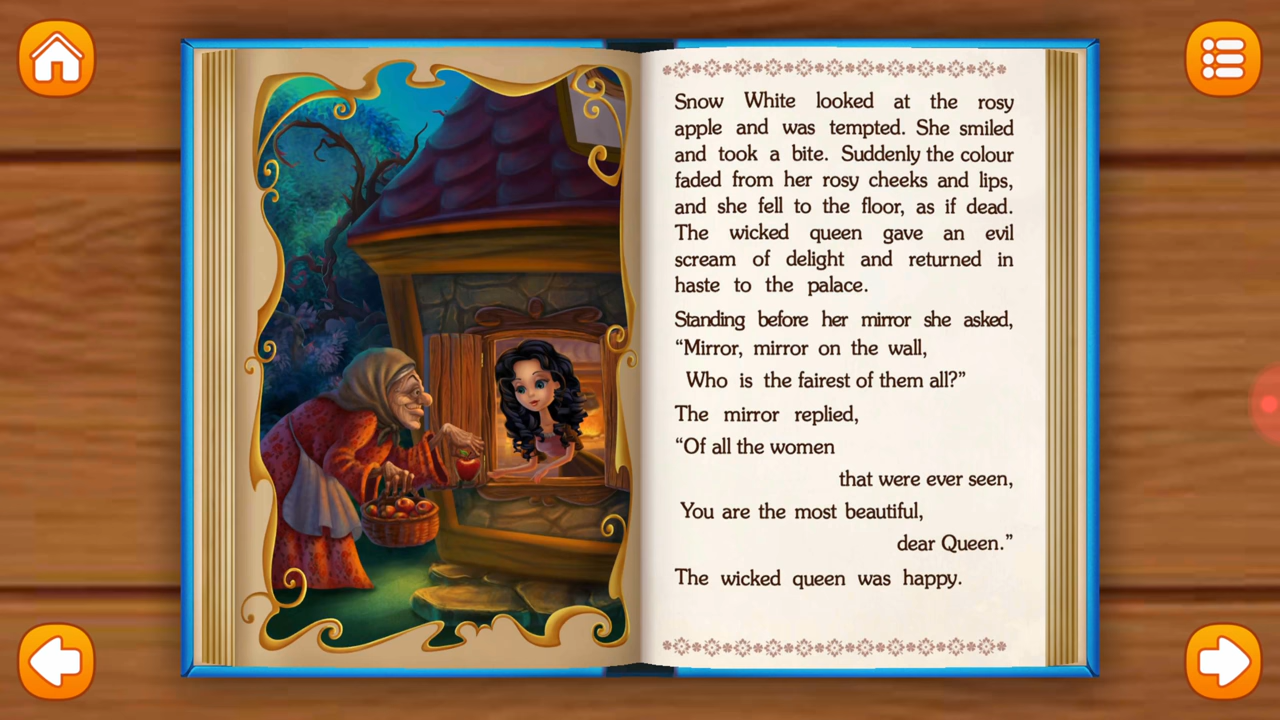 Snow White looked at the rosy
apple and was tempted. She smiled
and took a bite. Suddenly the colour
faded from her rosy cheeks and lips,
and she fell to the floor, as if dead.
The wicked queen gave an evil
scream of delight and returned in
haste to the palace.
Standing before her mirror she asked,
“Mirror, mirror on the wall,
Who is the fairest of them all?”
The mirror replied,
“Of all the women
that were ever seen,
You are the most beautiful,
dear Queen.”
The wicked queen was happy.